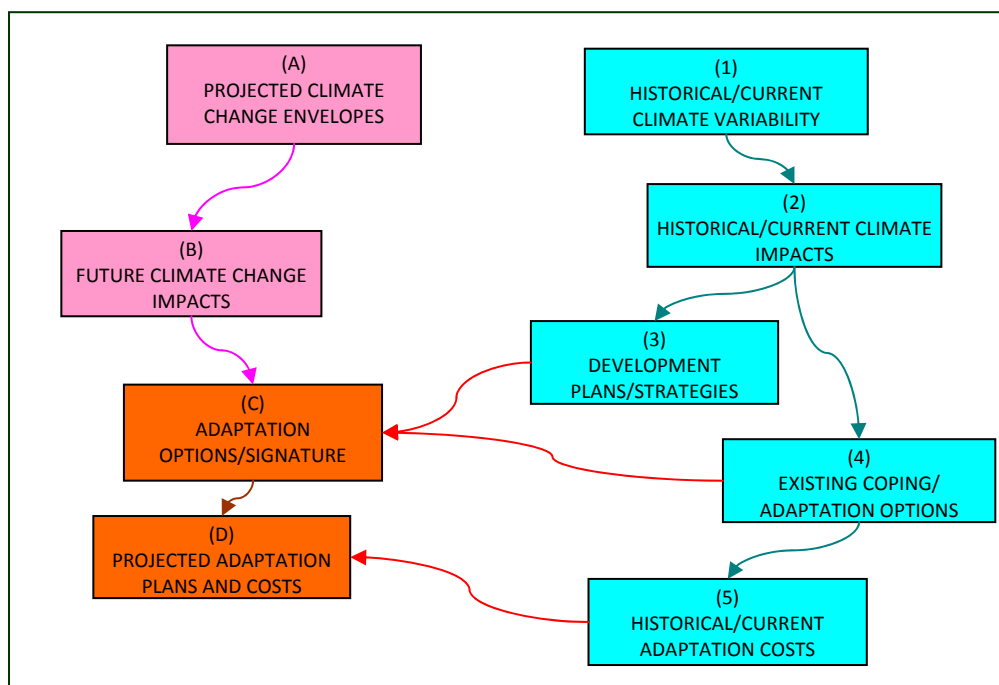 (A)
PROJECTED CLIMATE
CHANGE ENVELOPES
(B)
FUTURE CLIMATE CHANGE
IMPACTS
(C)
ADAPTATION
OPTIONS/SIGNATURE
(D)
PROJECTED ADAPTATION
PLANS AND COSTS
(1)
HISTORICAL/CURRENT
CLIMATE VARIABILITY
(2)
HISTORICAL/CURRENT CLIMATE
IMPACTS
(3)
DEVELOPMENT
PLANS/STRATEGIES
(4)
EXISTING COPING/
ADAPTATION OPTIONS
(5)
HISTORICAL/CURRENT
ADAPTATION COSTS